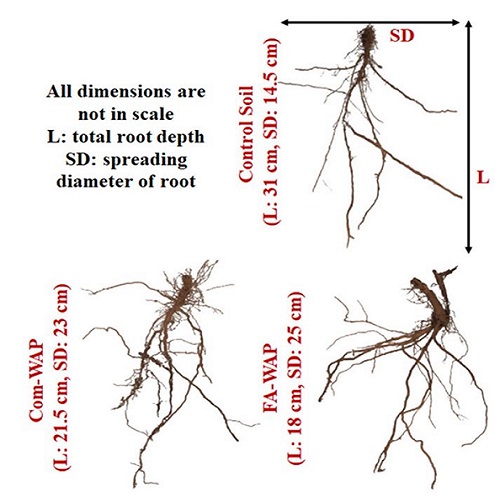 All dimensions are
not in scale
L: total root depth
SD: spreading
diameter of root
Control Soil
(L: 31 cm, SD: 14.5 cm)
SD
L
Com-WAP
(L: 21.5 cm, SD: 23 cm)
FA-WAP
(L: 18 cm, SD: 25 cm)